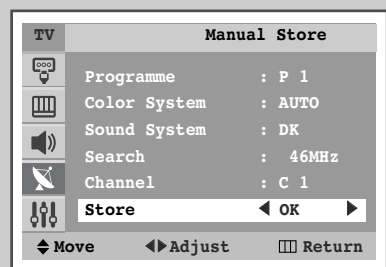 TV Manual Store
Programme : P 1
Color System : AUTO
Sound System : DK
Search : 46MHz
Channel : C 1
Store OK
Move Adjust Return